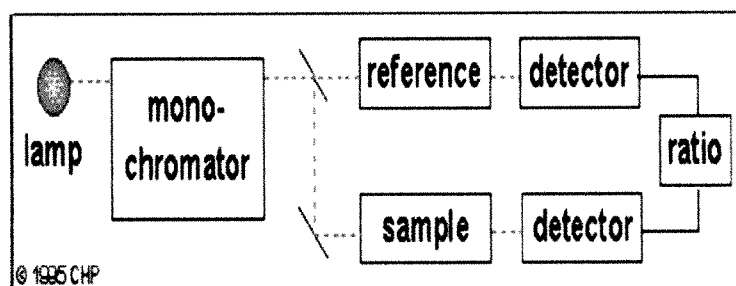 lamp
mono-
chromator
reference
detector
ratio
sample
detector
© 1995 CHP